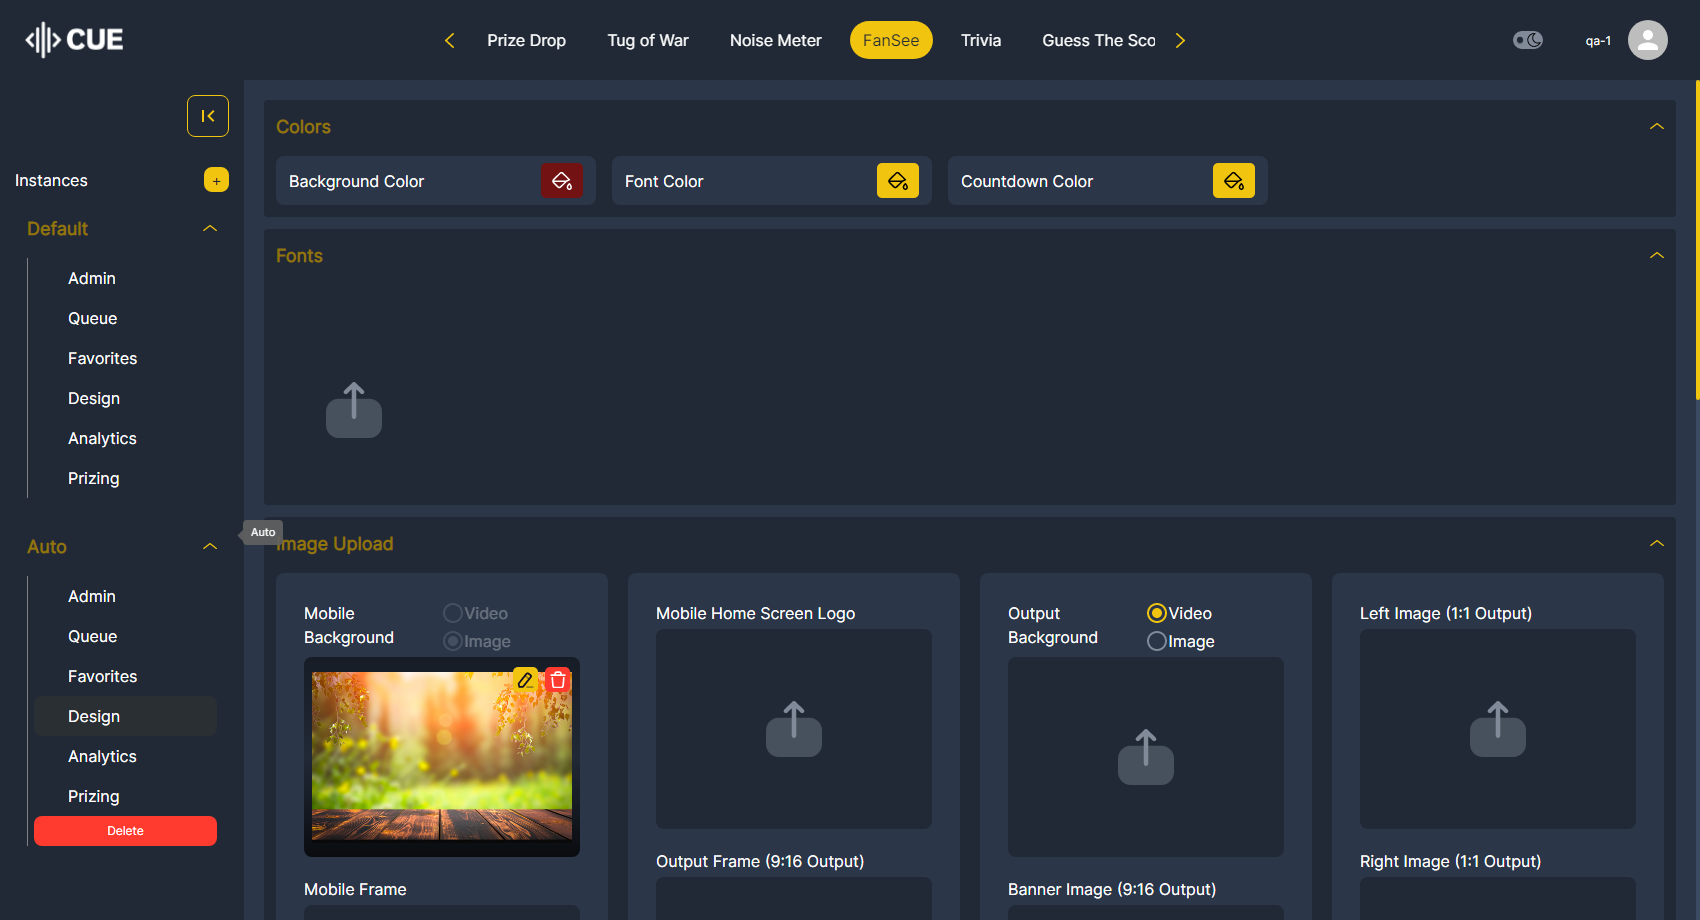 CUE
Prize Drop
Tug of War
Noise Meter
FanSee
Trivia
Guess The Sco
qa-1
Instances
+
Default
Admin
Queue
Favorites
Design
Analytics
Prizing
Auto
Admin
Queue
Favorites
Design
Analytics
Prizing
Delete
Auto
Colors
Background Color
Font Color
Countdown Color
Fonts
Image Upload
Mobile
Background
Video
Image
Mobile Home Screen Logo
Output
Background
Video
Image
Left Image (1:1 Output)
Mobile Frame
Output Frame (9:16 Output)
Banner Image (9:16 Output)
Right Image (1:1 Output)